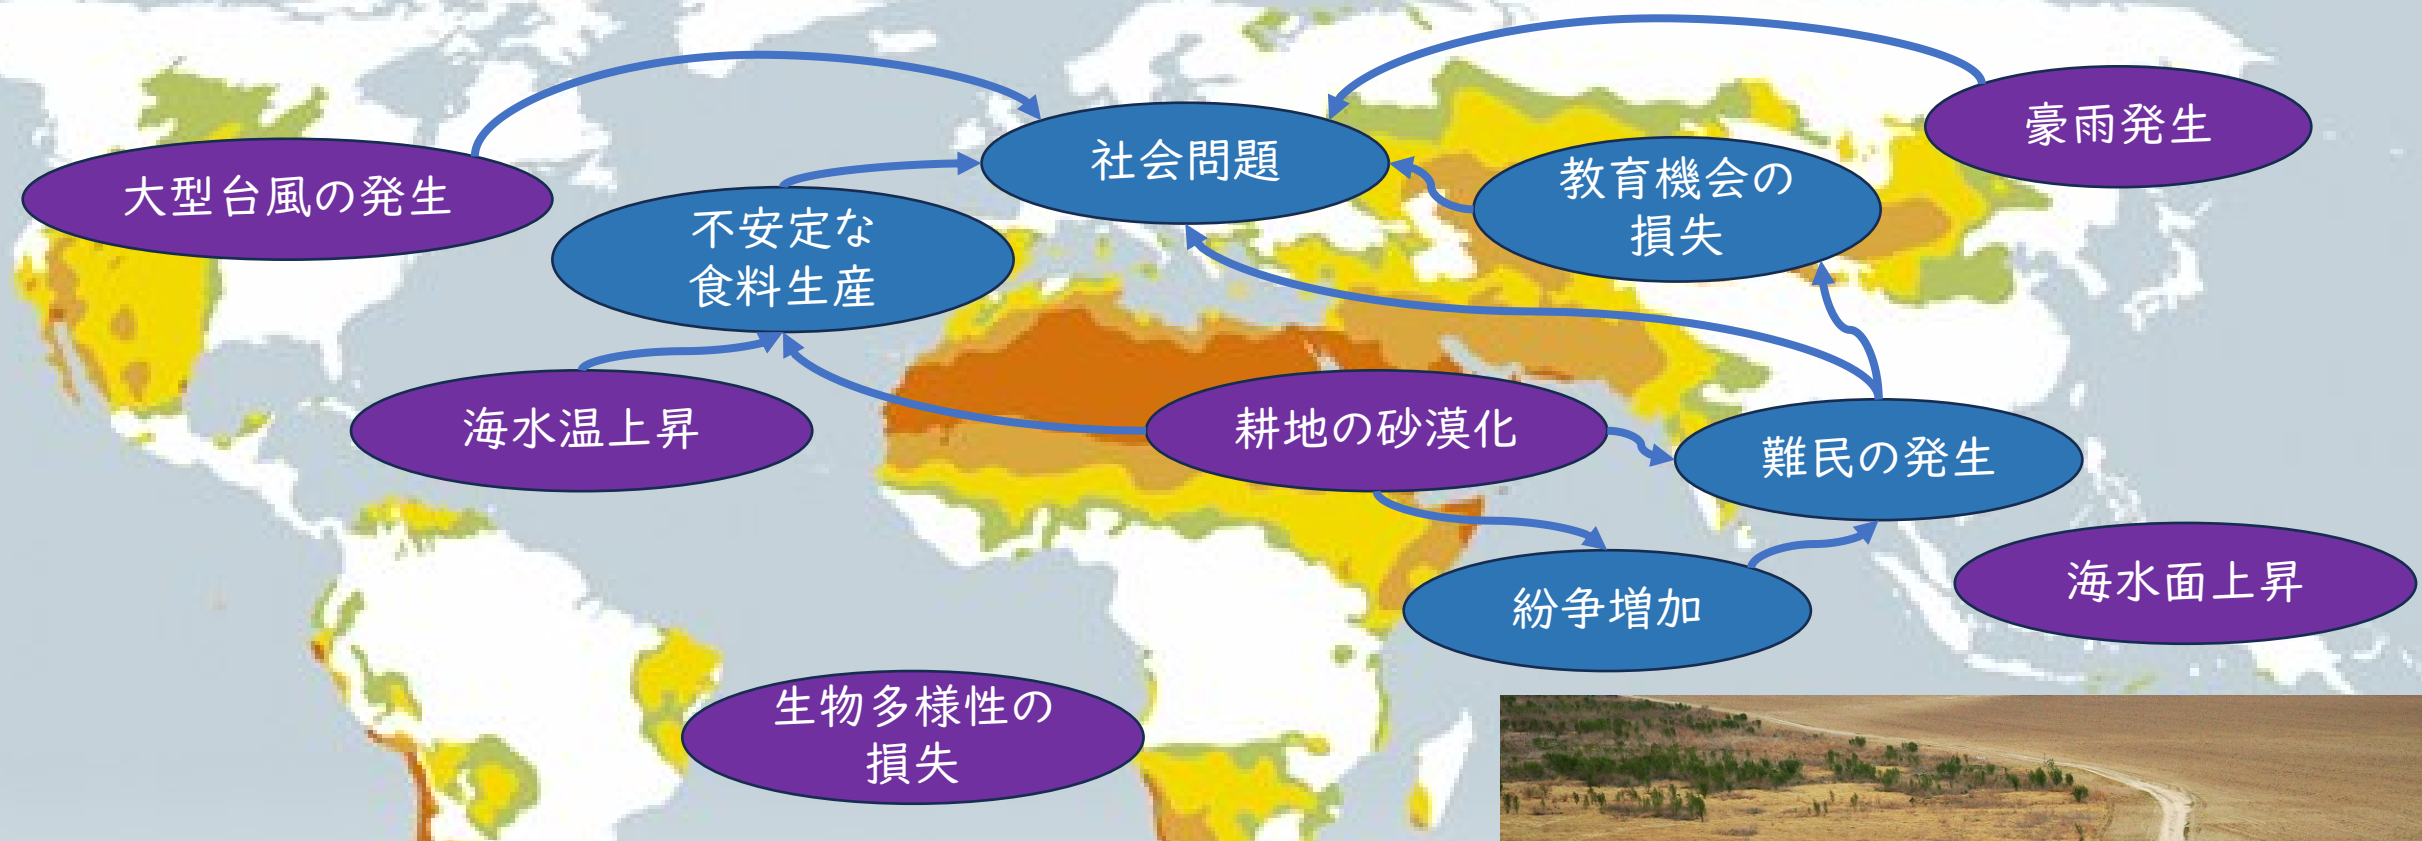 豪雨発生
社会問題
大型台風の発生
教育機会の
損失
不安定な
食料生産
海水温上昇
耕地の砂漠化
難民の発生
海水面上昇
紛争増加
生物多様性の
損失